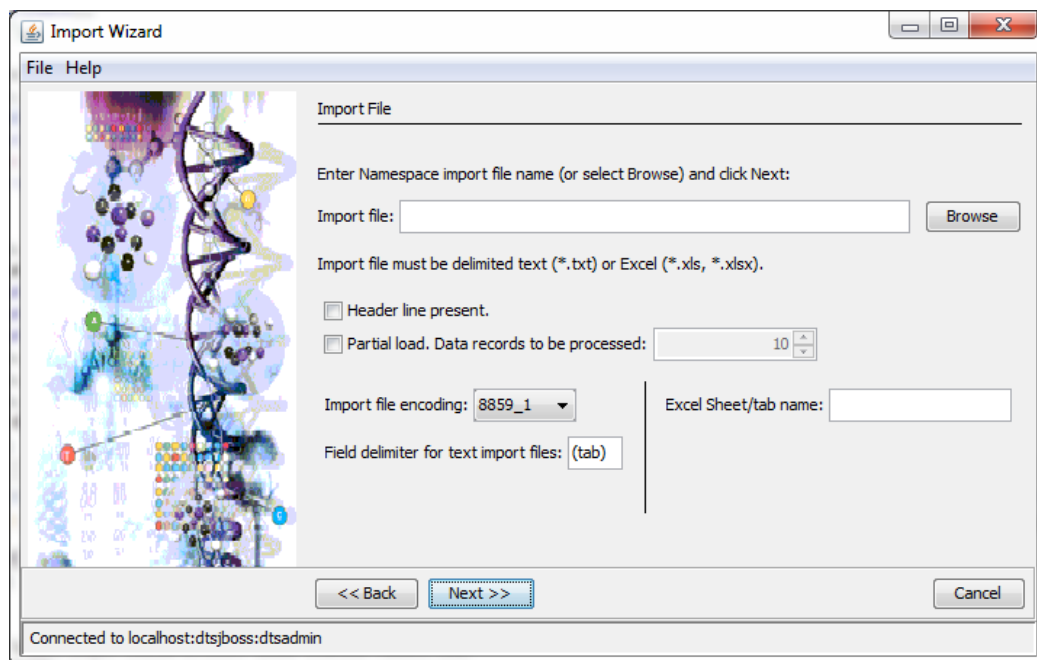 Import Wizard
File Help
Import File
Enter Namespace import file name (or select Browse) and click Next:
Import file:
Browse
Import file must be delimited text (*.txt) or Excel (*.xls, *.xlsx).
Header line present.
Partial load. Data records to be processed: 10
Import file encoding: 8859_1
Excel Sheet/tab name:
Field delimiter for text import files: (tab)
<< Back Next >> Cancel
Connected to localhost:dtsjboss:dtsadmin